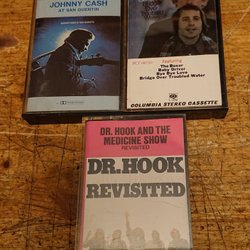 JOHNNY CASH
AT SAN QUENTIN
Featuring
The Boxer
Baby Driver
Bye Bye Love
Bridge Over Troubled Water
COLUMBIA STEREO CASSETTE
DR. HOOK AND THE
MEDICINE SHOW
REVISITED
DR. HOOK
REVISITED